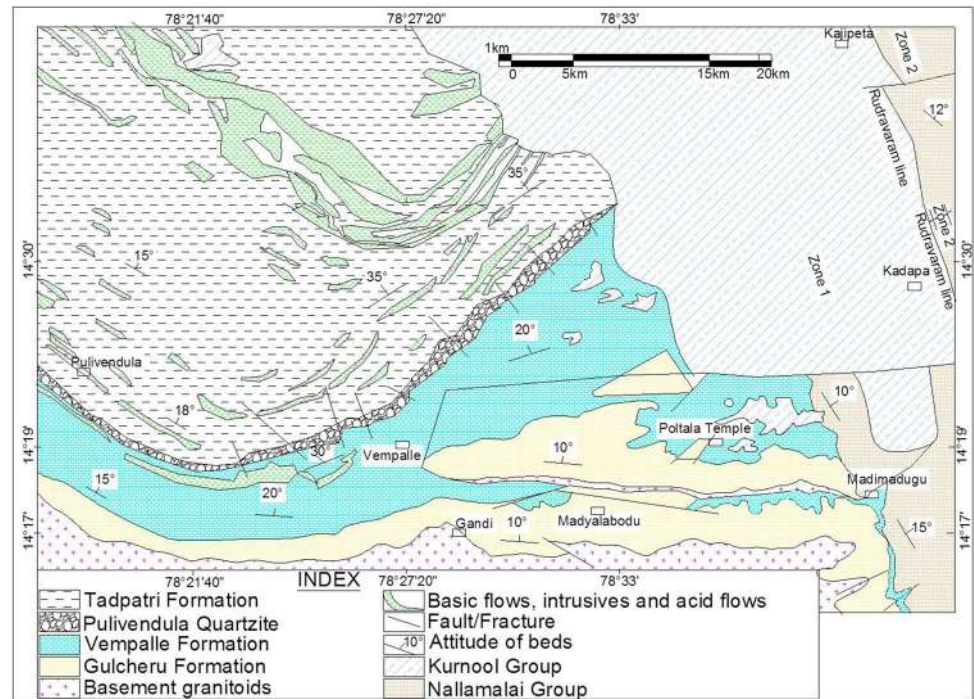 78°21'40" 78°27'20" 78°33'
Kajipeta
1km
0 5km 15km 20km
Zone 2
Rudravaram line
12°
35°
Zone 2
Rudravaram line
14°30' 14°30'
15°
35°
Zone 1
Kadapa
20°
Pulivendula
18°
10°
14°19' 14°19'
30°
Vempalle
10°
Poltala Temple
15°
20°
Madimadugu
14°17' 14°17'
Gandi
10°
Madyalabodu
15°
78°21'40" 78°27'20" 78°33'
INDEX
Tadpatri Formation
Pulivendula Quartzite
Vempalle Formation
Gulcheru Formation
Basement granitoids
Basic flows, intrusives and acid flows
Fault/Fracture
10° Attitude of beds
Kurnool Group
Nallamalai Group